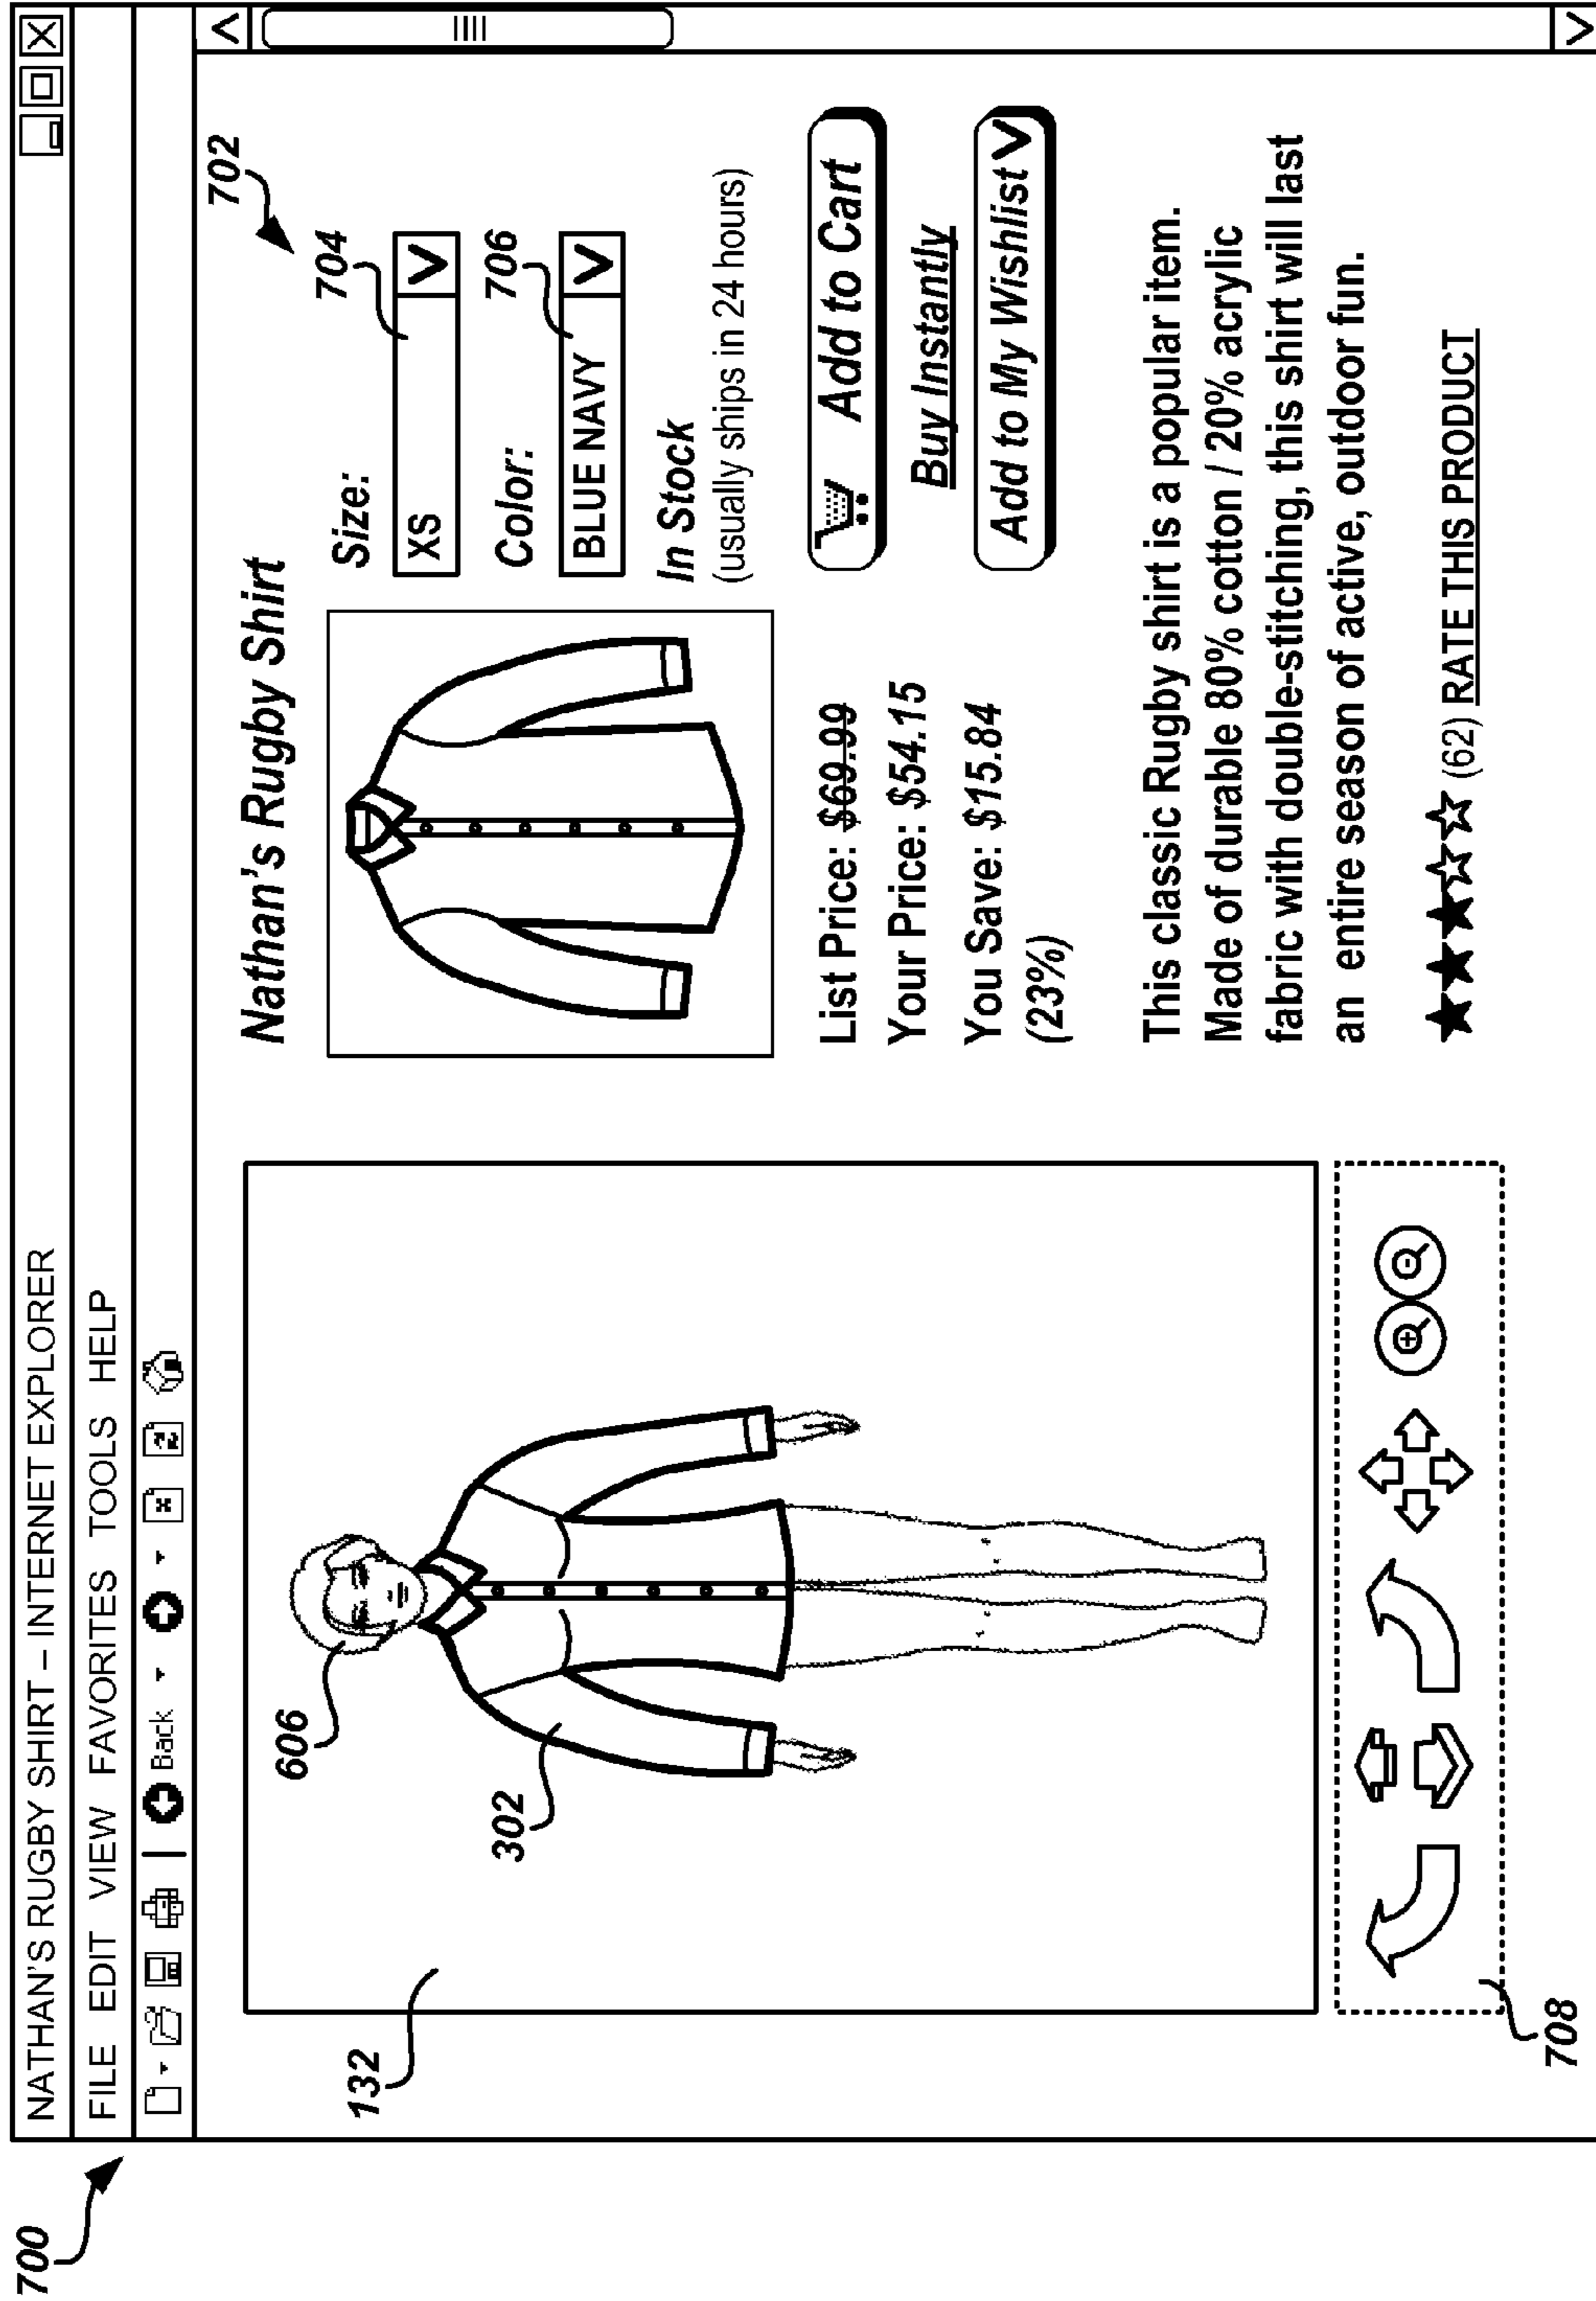 700
NATHAN'S RUGBY SHIRT – INTERNET EXPLORER
FILE EDIT VIEW FAVORITES TOOLS HELP
Back
132
606
302
708
702
Nathan's Rugby Shirt
Size:
704
XS
Color:
706
BLUE NAVY
In Stock
(usually ships in 24 hours)
List Price: $69.99
Your Price: $54.15
You Save: $15.84
(23%)
Add to Cart
Buy Instantly
Add to My Wishlist
This classic Rugby shirt is a popular item.
Made of durable 80% cotton / 20% acrylic
fabric with double-stitching, this shirt will last
an entire season of active, outdoor fun.
(62) RATE THIS PRODUCT